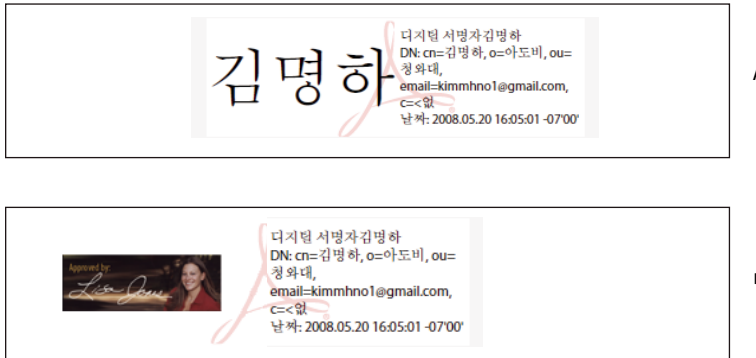 김명하
디지털 서명자김명하
DN: cn=김명하, o=아도비, ou=
청와대,
email=kimmhno1@gmail.com,
c=<없
날짜: 2008.05.20 16:05:01 -07'00'
Approved by:
Lisa Jean
디지털 서명자김명하
DN: cn=김명하, o=아도비, ou=
청와대,
email=kimmhno1@gmail.com,
c=<없
날짜: 2008.05.20 16:05:01 -07'00'